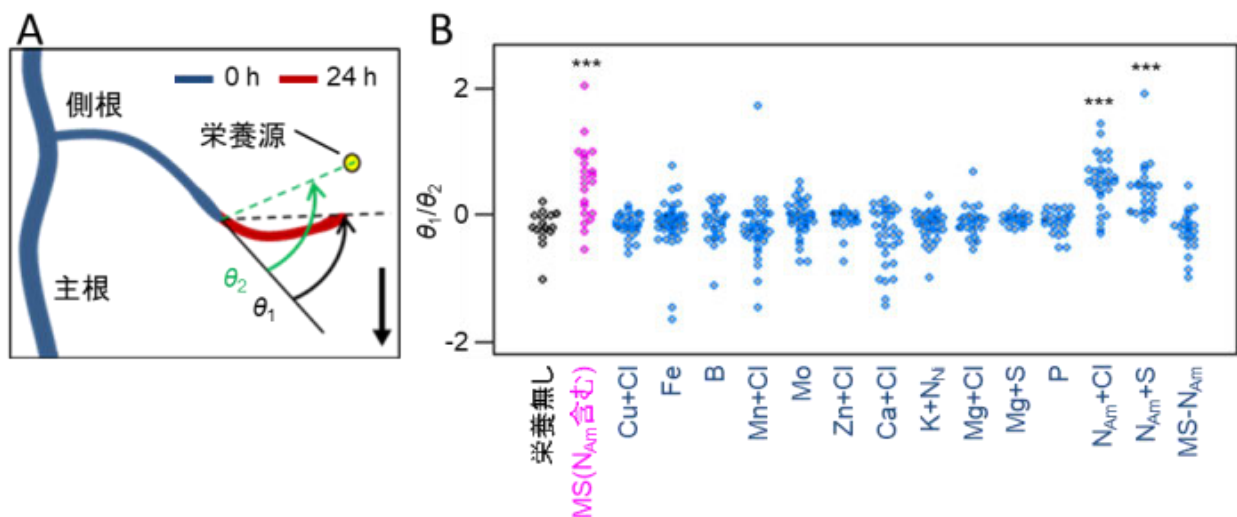 A
0 h
24 h
側根
栄養源
主根
θ2
θ1
B
***
***
***
2
0
-2
θ1/θ2
栄養無し
MS(NAm含む)
Cu+Cl
Fe
B
Mn+Cl
Mo
Zn+Cl
Ca+Cl
K+NN
Mg+Cl
Mg+S
P
NAm+Cl
NAm+S
MS-NAm